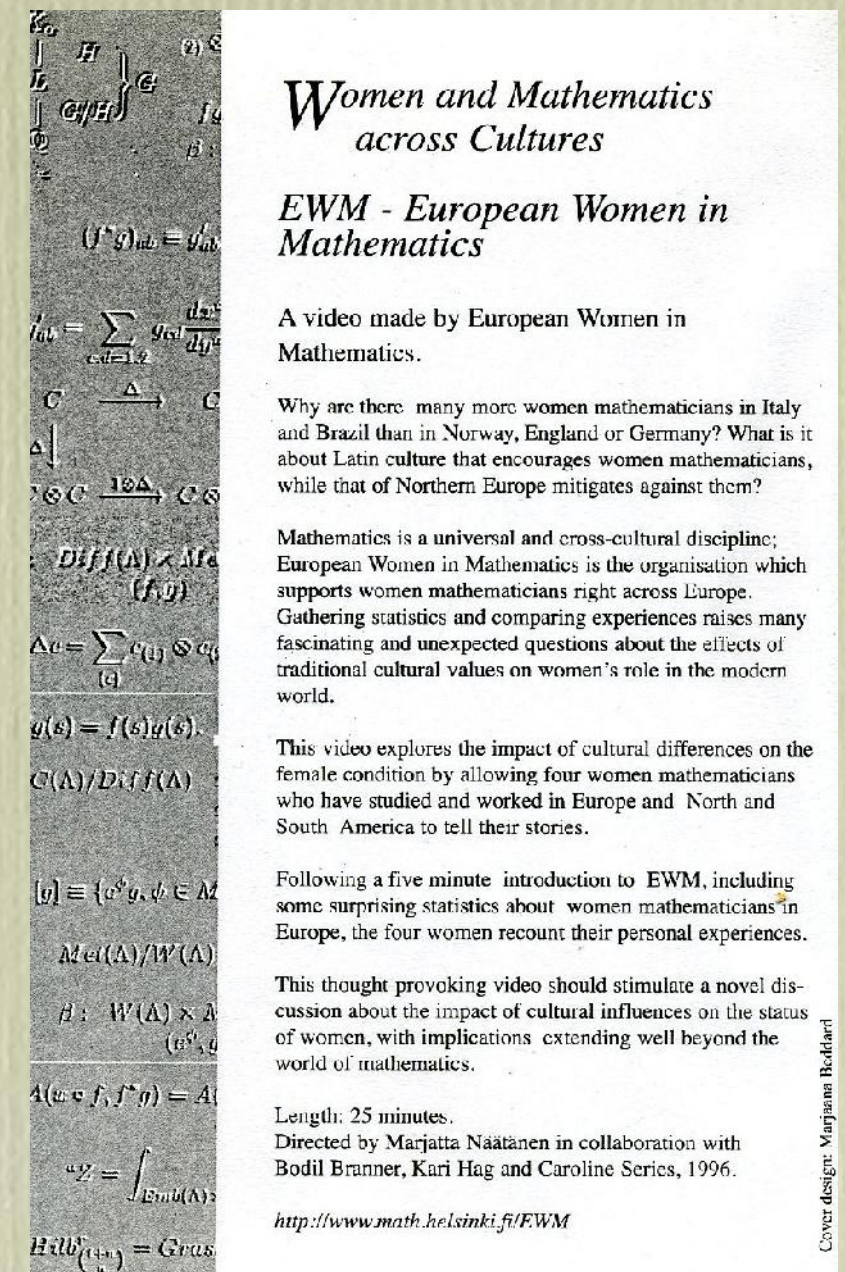 Women and Mathematics
across Cultures
EWM - European Women in
Mathematics
A video made by European Women in
Mathematics.
Why are there many more women mathematicians in Italy
and Brazil than in Norway, England or Germany? What is it
about Latin culture that encourages women mathematicians,
while that of Northern Europe mitigates against them?
Mathematics is a universal and cross-cultural discipline;
European Women in Mathematics is the organisation which
supports women mathematicians right across Europe.
Gathering statistics and comparing experiences raises many
fascinating and unexpected questions about the effects of
traditional cultural values on women's role in the modern
world.
This video explores the impact of cultural differences on the
female condition by allowing four women mathematicians
who have studied and worked in Europe and North and
South America to tell their stories.
Following a five minute introduction to EWM, including
some surprising statistics about women mathematicians in
Europe, the four women recount their personal experiences.
This thought provoking video should stimulate a novel dis-
cussion about the impact of cultural influences on the status
of women, with implications extending well beyond the
world of mathematics.
Length: 25 minutes.
Directed by Marjatta Näätänen in collaboration with
Bodil Branner, Kari Hag and Caroline Series, 1996.
http://www.math.helsinki.fi/EWM
Cover design: Marjaana Beddard
H
G
L
G/H
(2) ⊗
β :
C Δ C
Δ
C ⊗ C 1⊗Δ C ⊗
(f,g)
g(s) = f(s)g(s).
C(Λ)/Diff(Λ)
Met(Λ)/W(Λ)
β : W(Λ) ×